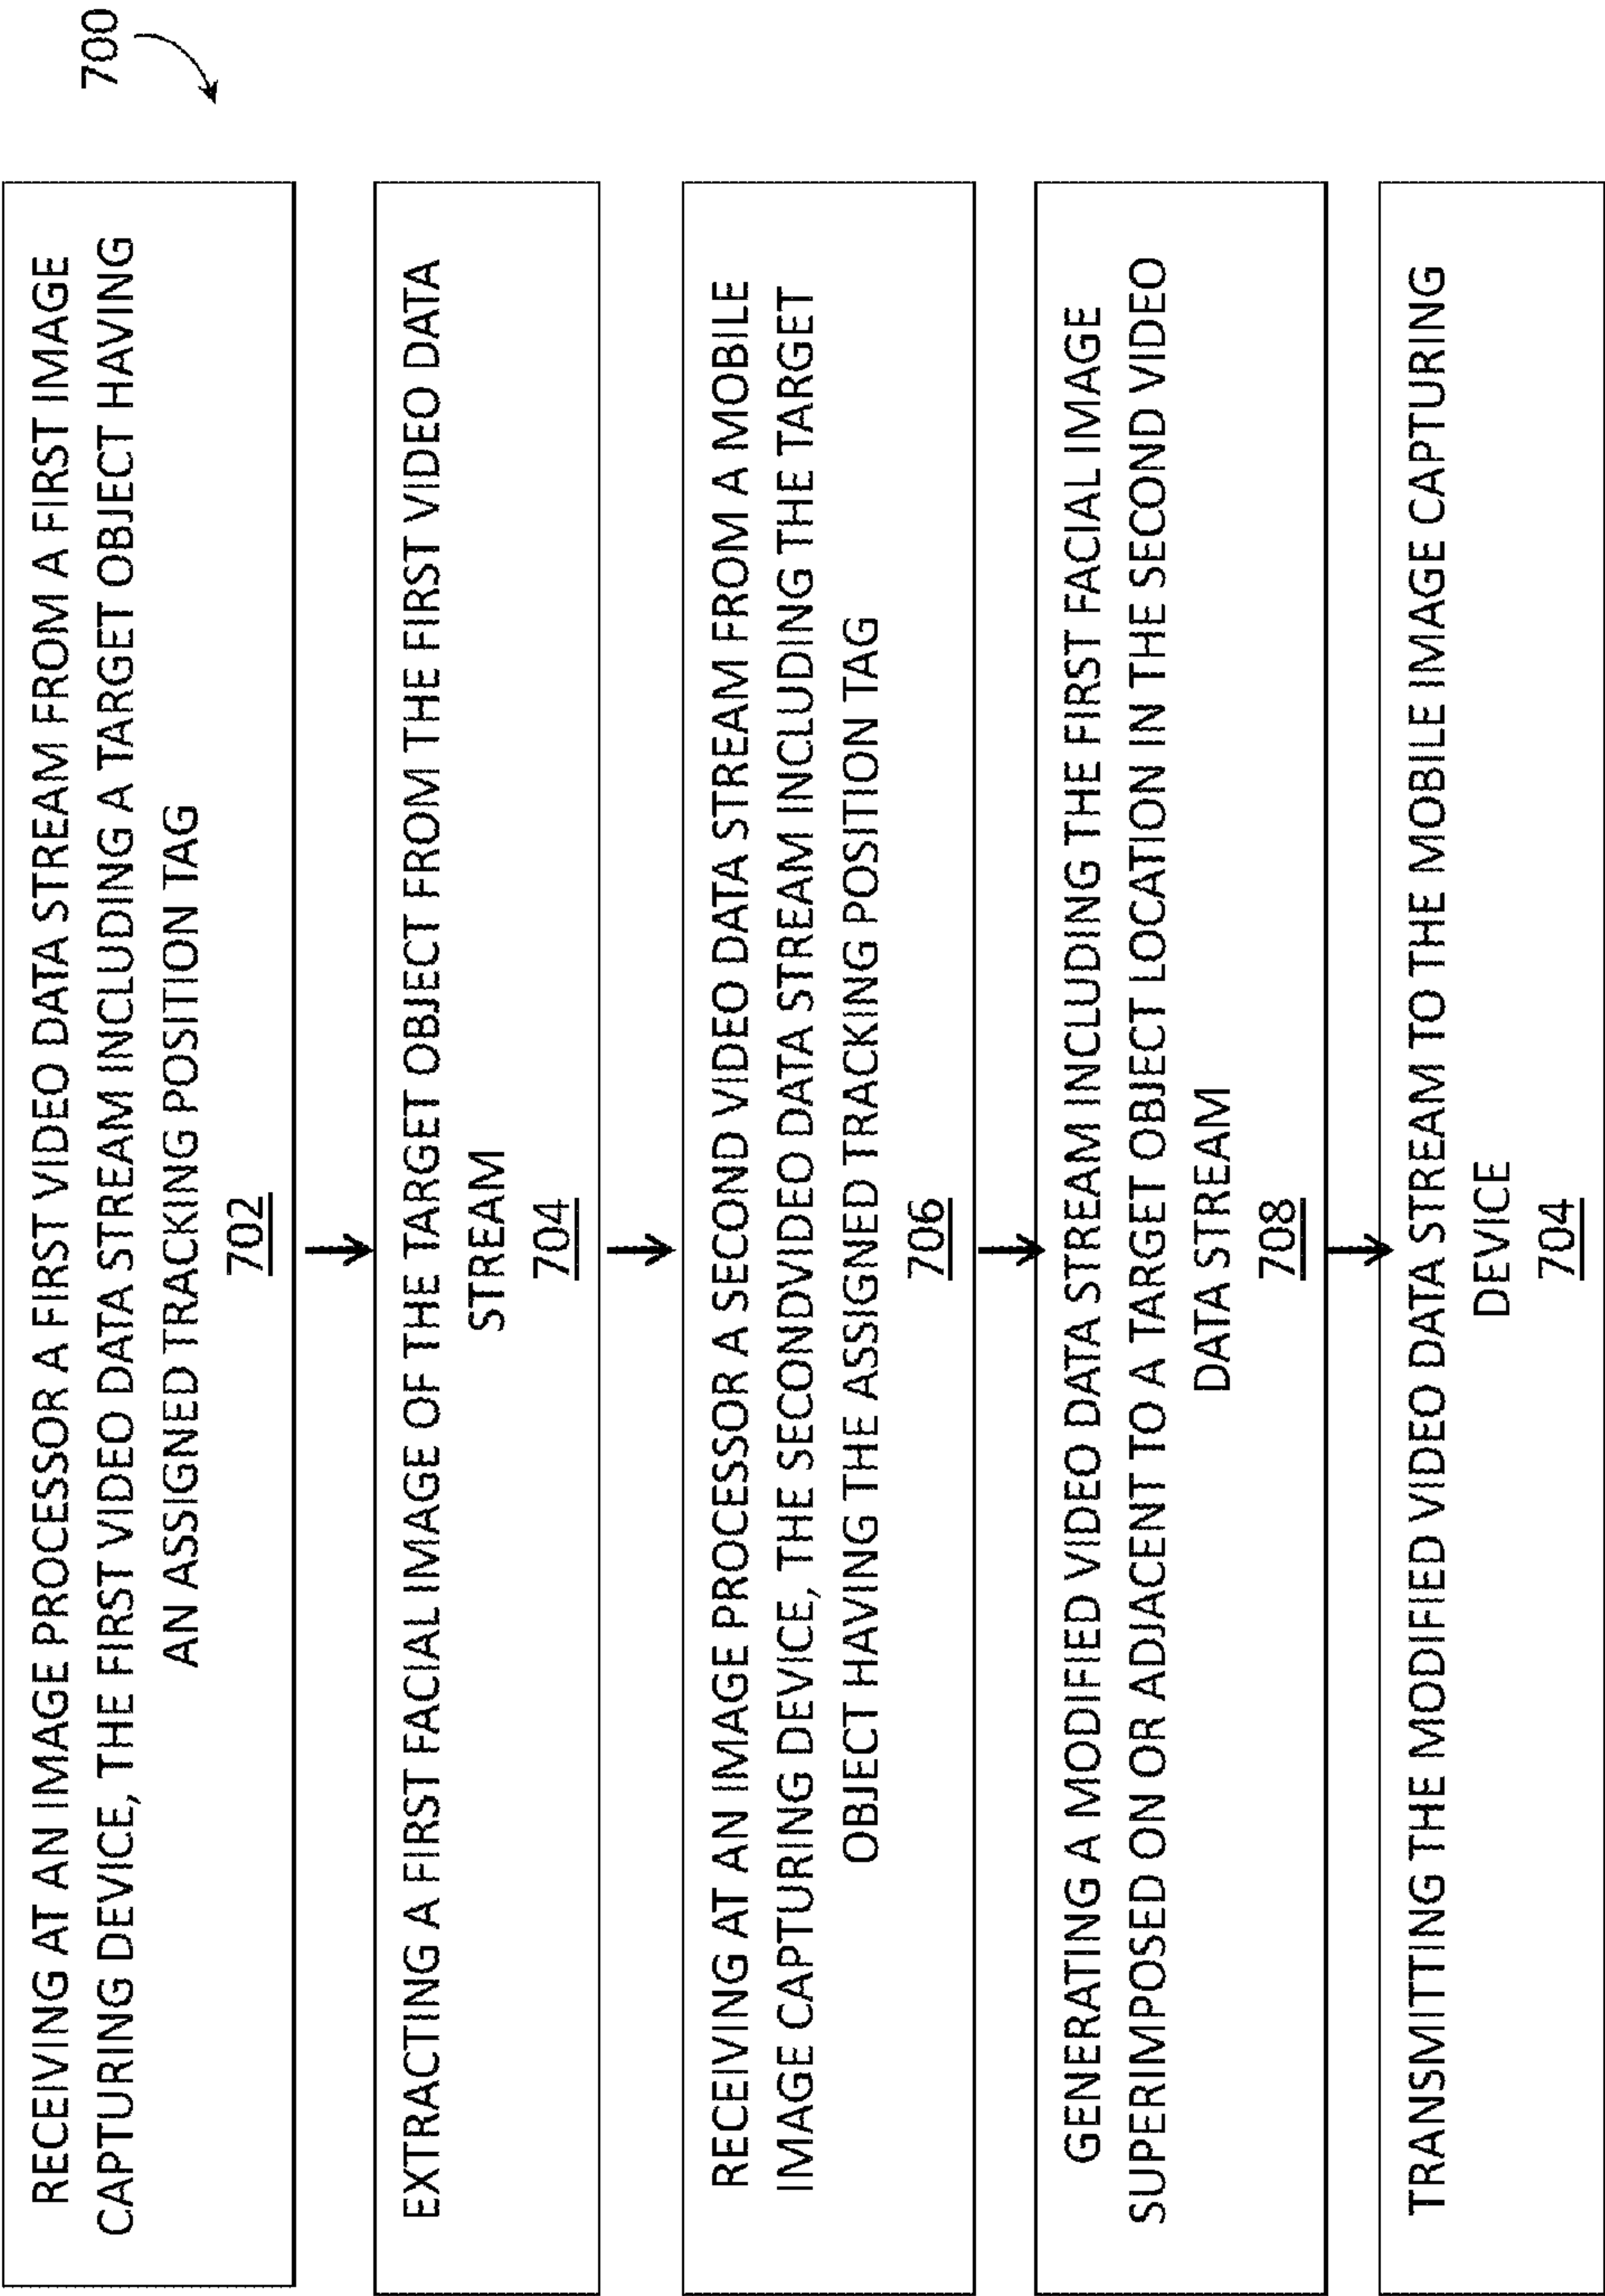 700
RECEIVING AT AN IMAGE PROCESSOR A FIRST VIDEO DATA STREAM FROM A FIRST IMAGE
CAPTURING DEVICE, THE FIRST VIDEO DATA STREAM INCLUDING A TARGET OBJECT HAVING
AN ASSIGNED TRACKING POSITION TAG
702
EXTRACTING A FIRST FACIAL IMAGE OF THE TARGET OBJECT FROM THE FIRST VIDEO DATA
STREAM
704
RECEIVING AT AN IMAGE PROCESSOR A SECOND VIDEO DATA STREAM FROM A MOBILE
IMAGE CAPTURING DEVICE, THE SECONDVIDEO DATA STREAM INCLUDING THE TARGET
OBJECT HAVING THE ASSIGNED TRACKING POSITION TAG
706
GENERATING A MODIFIED VIDEO DATA STREAM INCLUDING THE FIRST FACIAL IMAGE
SUPERIMPOSED ON OR ADJACENT TO A TARGET OBJECT LOCATION IN THE SECOND VIDEO
DATA STREAM
708
TRANSMITTING THE MODIFIED VIDEO DATA STREAM TO THE MOBILE IMAGE CAPTURING
DEVICE
704